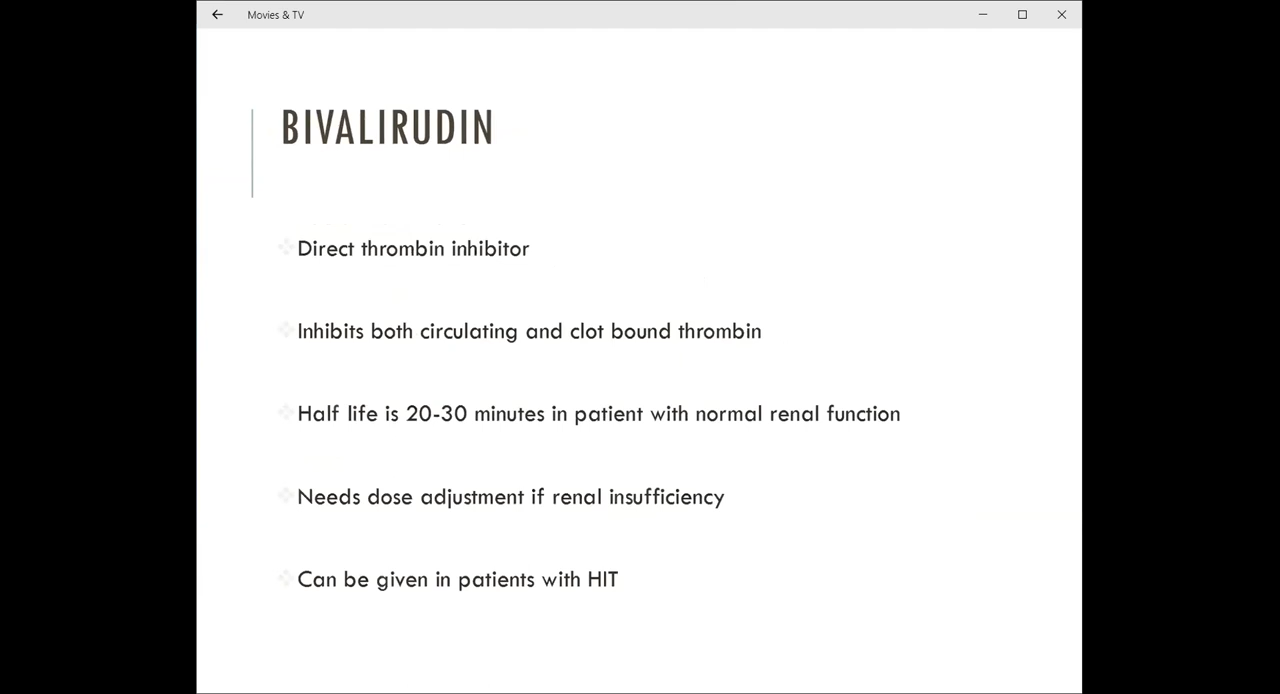 Movies & TV
BIVALIRUDIN
Direct thrombin inhibitor
Inhibits both circulating and clot bound thrombin
Half life is 20-30 minutes in patient with normal renal function
Needs dose adjustment if renal insufficiency
Can be given in patients with HIT